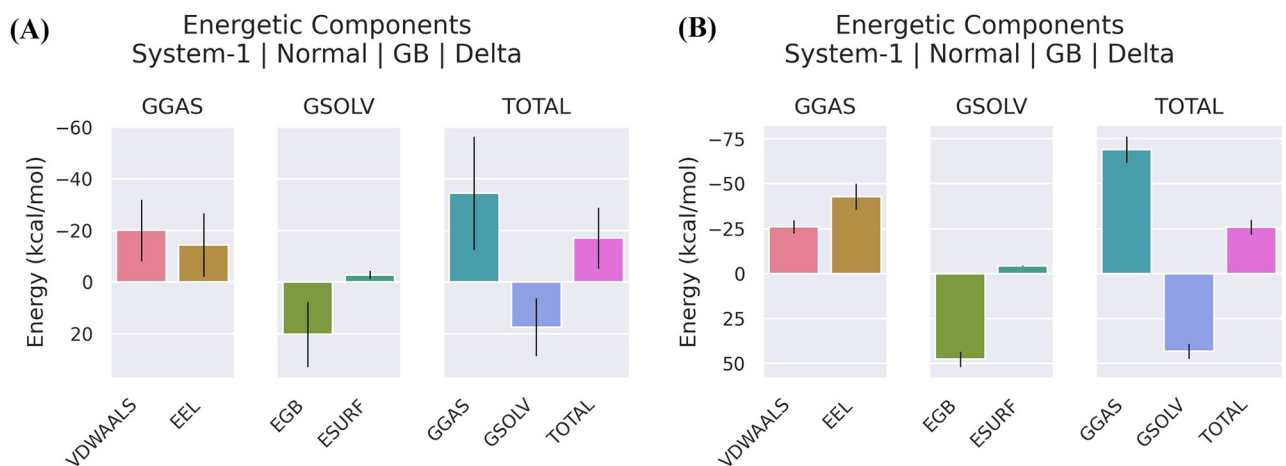 (A)
Energetic Components
System-1 | Normal | GB | Delta
GGAS
GSOLV
TOTAL
Energy (kcal/mol)
−60
−40
−20
0
20
VDWAALS
EEL
EGB
ESURF
GGAS
GSOLV
TOTAL
(B)
Energetic Components
System-1 | Normal | GB | Delta
GGAS
GSOLV
TOTAL
Energy (kcal/mol)
−75
−50
−25
0
25
50
VDWAALS
EEL
EGB
ESURF
GGAS
GSOLV
TOTAL